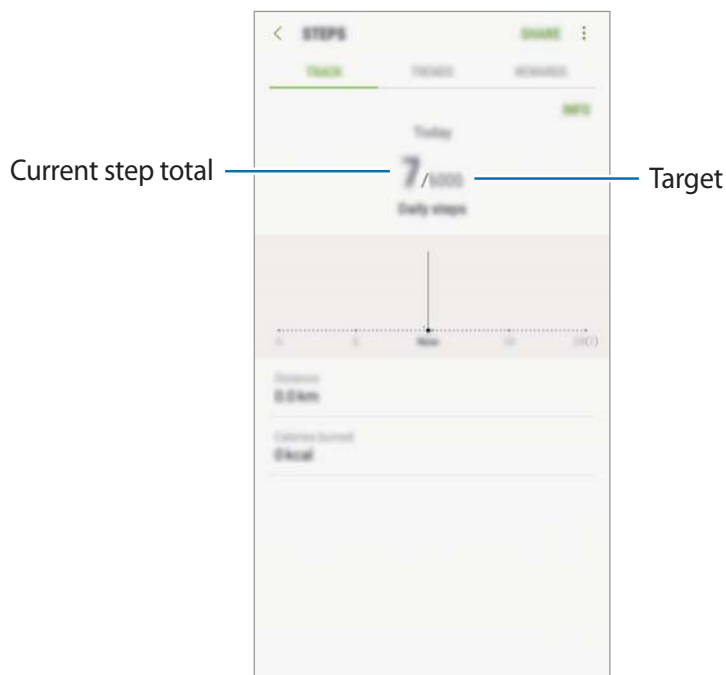 STEPS SHARE
TRACK TRENDS REWARDS
INFO
Today
Current step total
7/6000
Target
Daily steps
Now
Distance
0.0 km
Calories burned
0 kcal